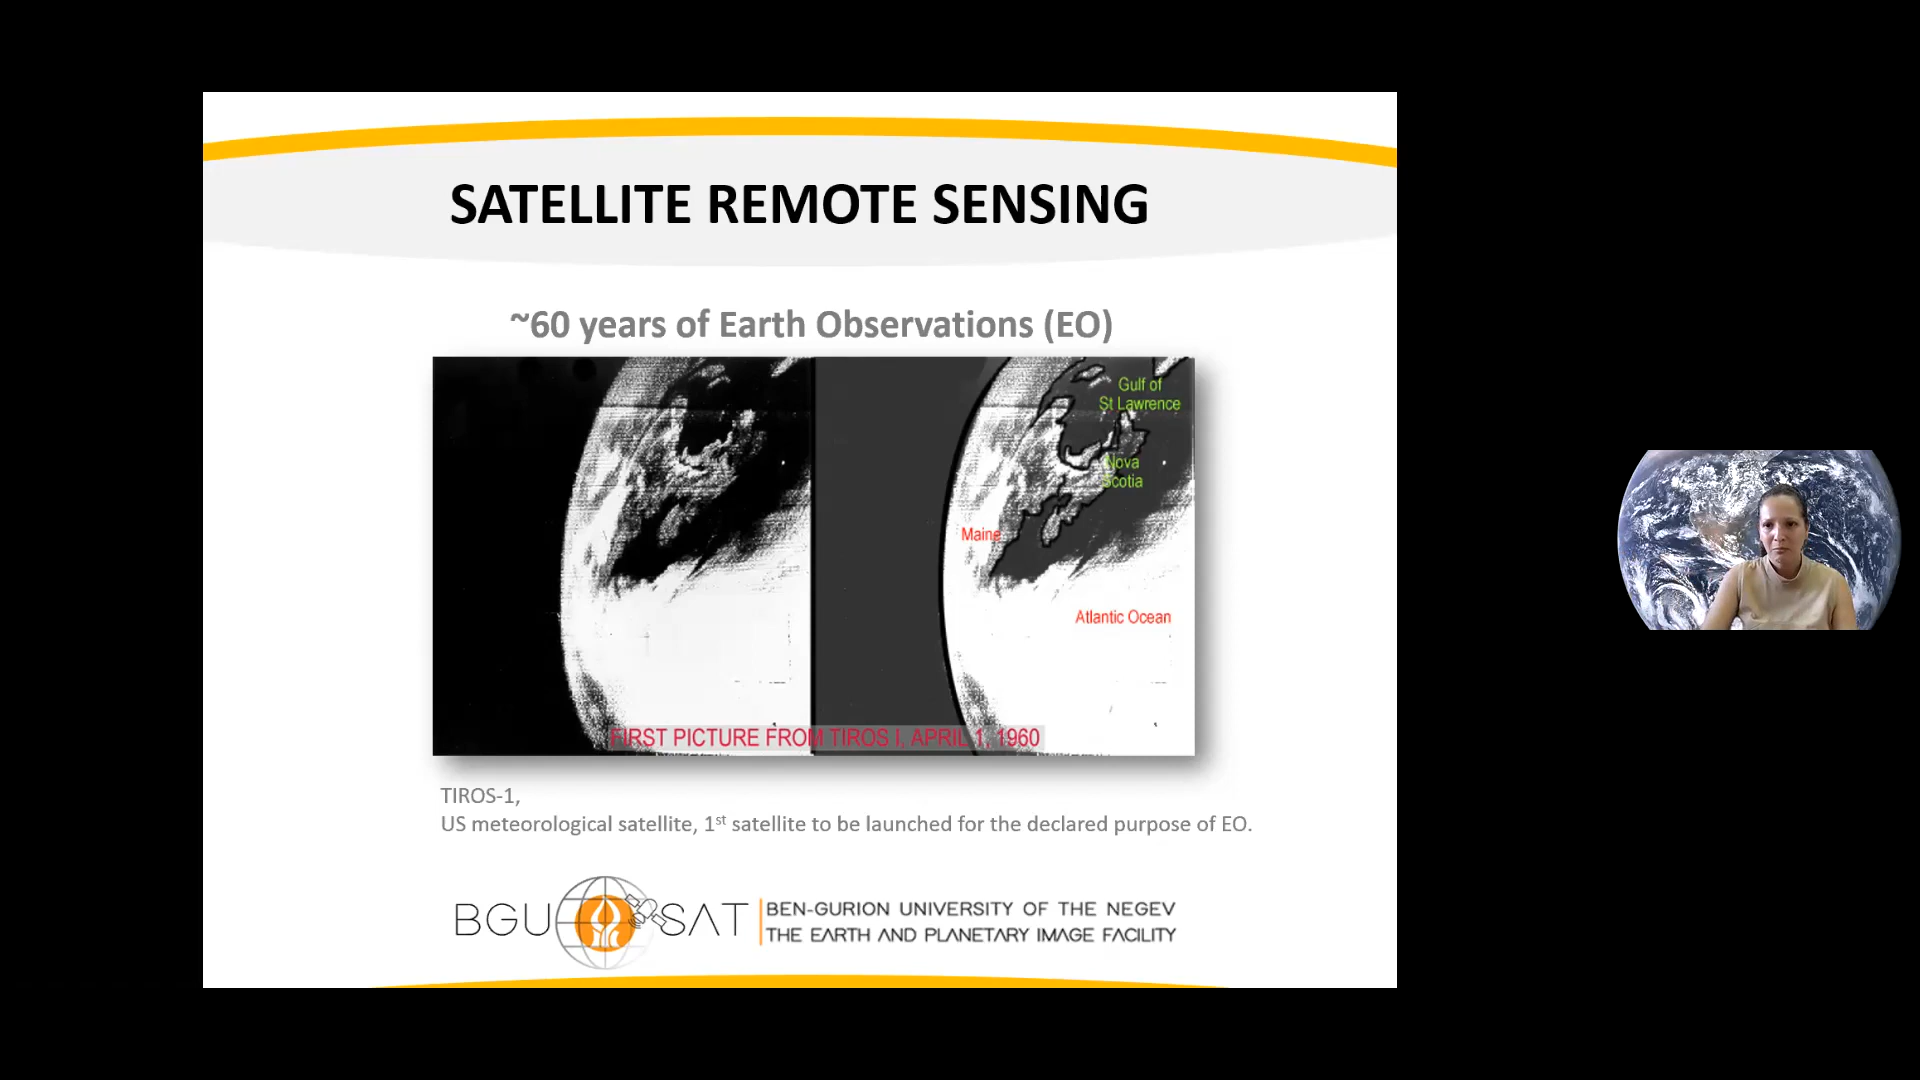 SATELLITE REMOTE SENSING
~60 years of Earth Observations (EO)
Gulf of
St Lawrence
Nova
Scotia
Maine
Atlantic Ocean
FIRST PICTURE FROM TIROS I, APRIL 1, 1960
TIROS-1,
US meteorological satellite, 1st satellite to be launched for the declared purpose of EO.
BGU SAT
BEN-GURION UNIVERSITY OF THE NEGEV
THE EARTH AND PLANETARY IMAGE FACILITY